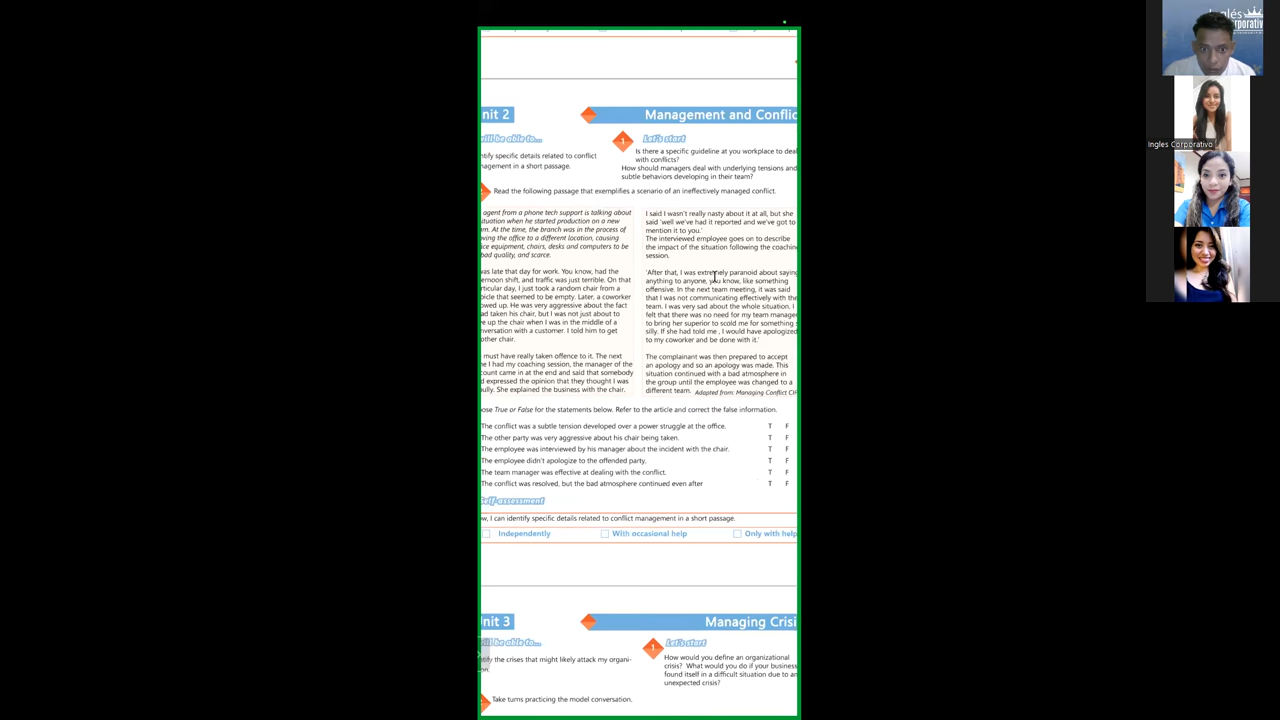 nit 2
Management and Conflic
will be able to...
ntify specific details related to conflict
nagement in a short passage.
1
Let's start
Is there a specific guideline at you workplace to deal
with conflicts?
How should managers deal with underlying tensions and
subtle behaviors developing in their team?
Read the following passage that exemplifies a scenario of an ineffectively managed conflict.
agent from a phone tech support is talking about
ituation when he started production on a new
m. At the time, the branch was in the process of
ving the office to a different location, causing
ice equipment, chairs, desks and computers to be
bad quality, and scarce.
was late that day for work. You know, had the
ernoon shift, and traffic was just terrible. On that
rticular day, I just took a random chair from a
bicle that seemed to be empty. Later, a coworker
owed up. He was very aggressive about the fact
ad taken his chair, but I was not just about to
e up the chair when I was in the middle of a
nversation with a customer. I told him to get
other chair.
must have really taken offence to it. The next
e I had my coaching session, the manager of the
count came in at the end and said that somebody
d expressed the opinion that they thought I was
ully. She explained the business with the chair.
I said I wasn't really nasty about it at all, but she
said 'well we've had it reported and we've got to
mention it to you.'
The interviewed employee goes on to describe
the impact of the situation following the coachin
session.
'After that, I was extremely paranoid about saying
anything to anyone, you know, like something
offensive. In the next team meeting, it was said
that I was not communicating effectively with the
team. I was very sad about the whole situation. I
felt that there was no need for my team manager
to bring her superior to scold me for something s
silly. If she had told me , I would have apologized
to my coworker and be done with it.'
The complainant was then prepared to accept
an apology and so an apology was made. This
situation continued with a bad atmosphere in
the group until the employee was changed to a
different team.
Adapted from: Managing Conflict CIP
ose True or False for the statements below. Refer to the article and correct the false information.
The conflict was a subtle tension developed over a power struggle at the office. T F
The other party was very aggressive about his chair being taken. T F
The employee was interviewed by his manager about the incident with the chair. T F
The employee didn't apologize to the offended party. T F
The team manager was effective at dealing with the conflict. T F
The conflict was resolved, but the bad atmosphere continued even after T F
Self-assessment
ow, I can identify specific details related to conflict management in a short passage.
Independently With occasional help Only with help
nit 3
Managing Crisi
be able to...
ntify the crises that might likely attack my organi-
on.
1
Let's start
How would you define an organizational
crisis? What would you do if your business
found itself in a difficult situation due to an
unexpected crisis?
Take turns practicing the model conversation.
Inglés
Corporativo
Ingles Corporativo